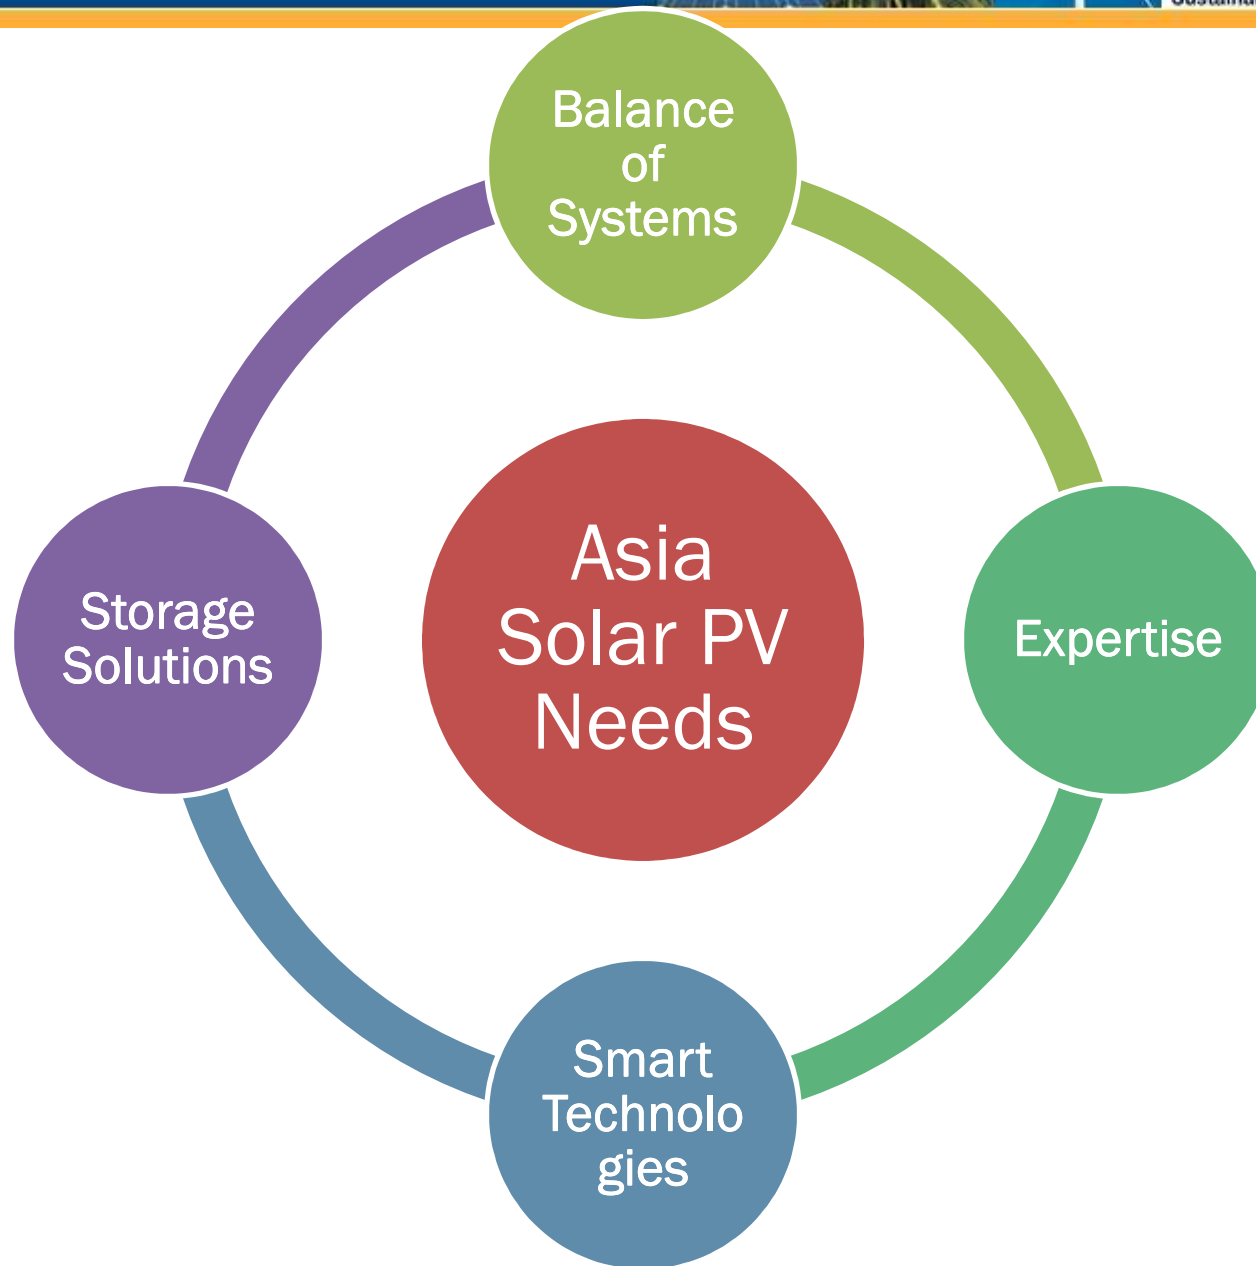 Balance
of
Systems
Asia
Solar PV
Needs
Storage
Solutions
Expertise
Smart
Technolo
gies